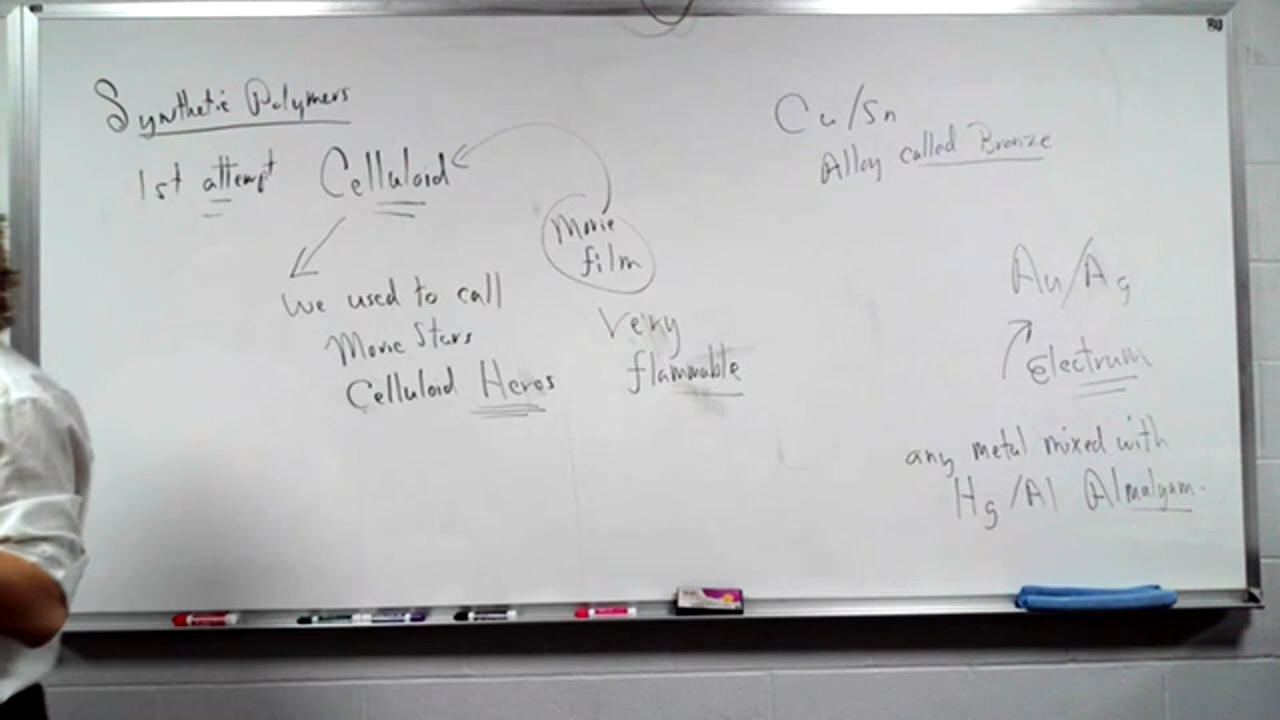 Synthetic Polymers
1st attempt Celluloid
Movie
film
Very
flammable
We used to call
Movie Stars
Celluloid Heros
Cu/Sn
Alloy called Bronze
Au/Ag
Electrum
any metal mixed with
Hg/Al Almalgam.